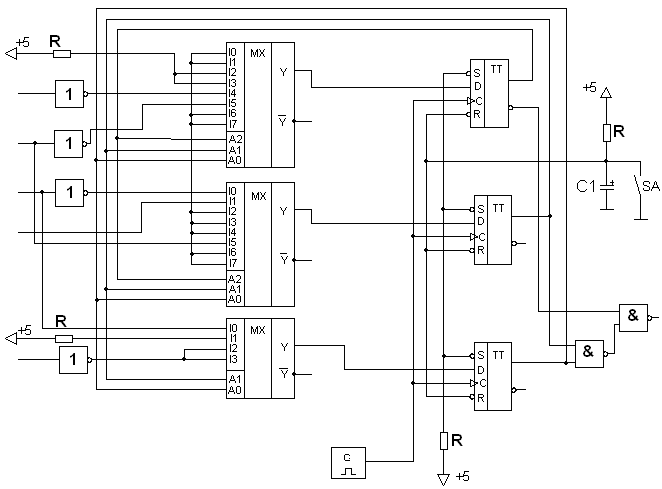 +5 R
1
1
1
1
+5 R
I0 MX
I1
I2 Y
I3
I4
I5
I6 Y
I7
A2
A1
A0
I0 MX
I1
I2 Y
I3
I4
I5
I6 Y
I7
A2
A1
A0
I0 MX
I1
I2 Y
I3
Y
A1
A0
S TT
D
C
R
S TT
D
C
R
S TT
D
C
R
+5
R
C1 + SA
&
&
R
+5
G